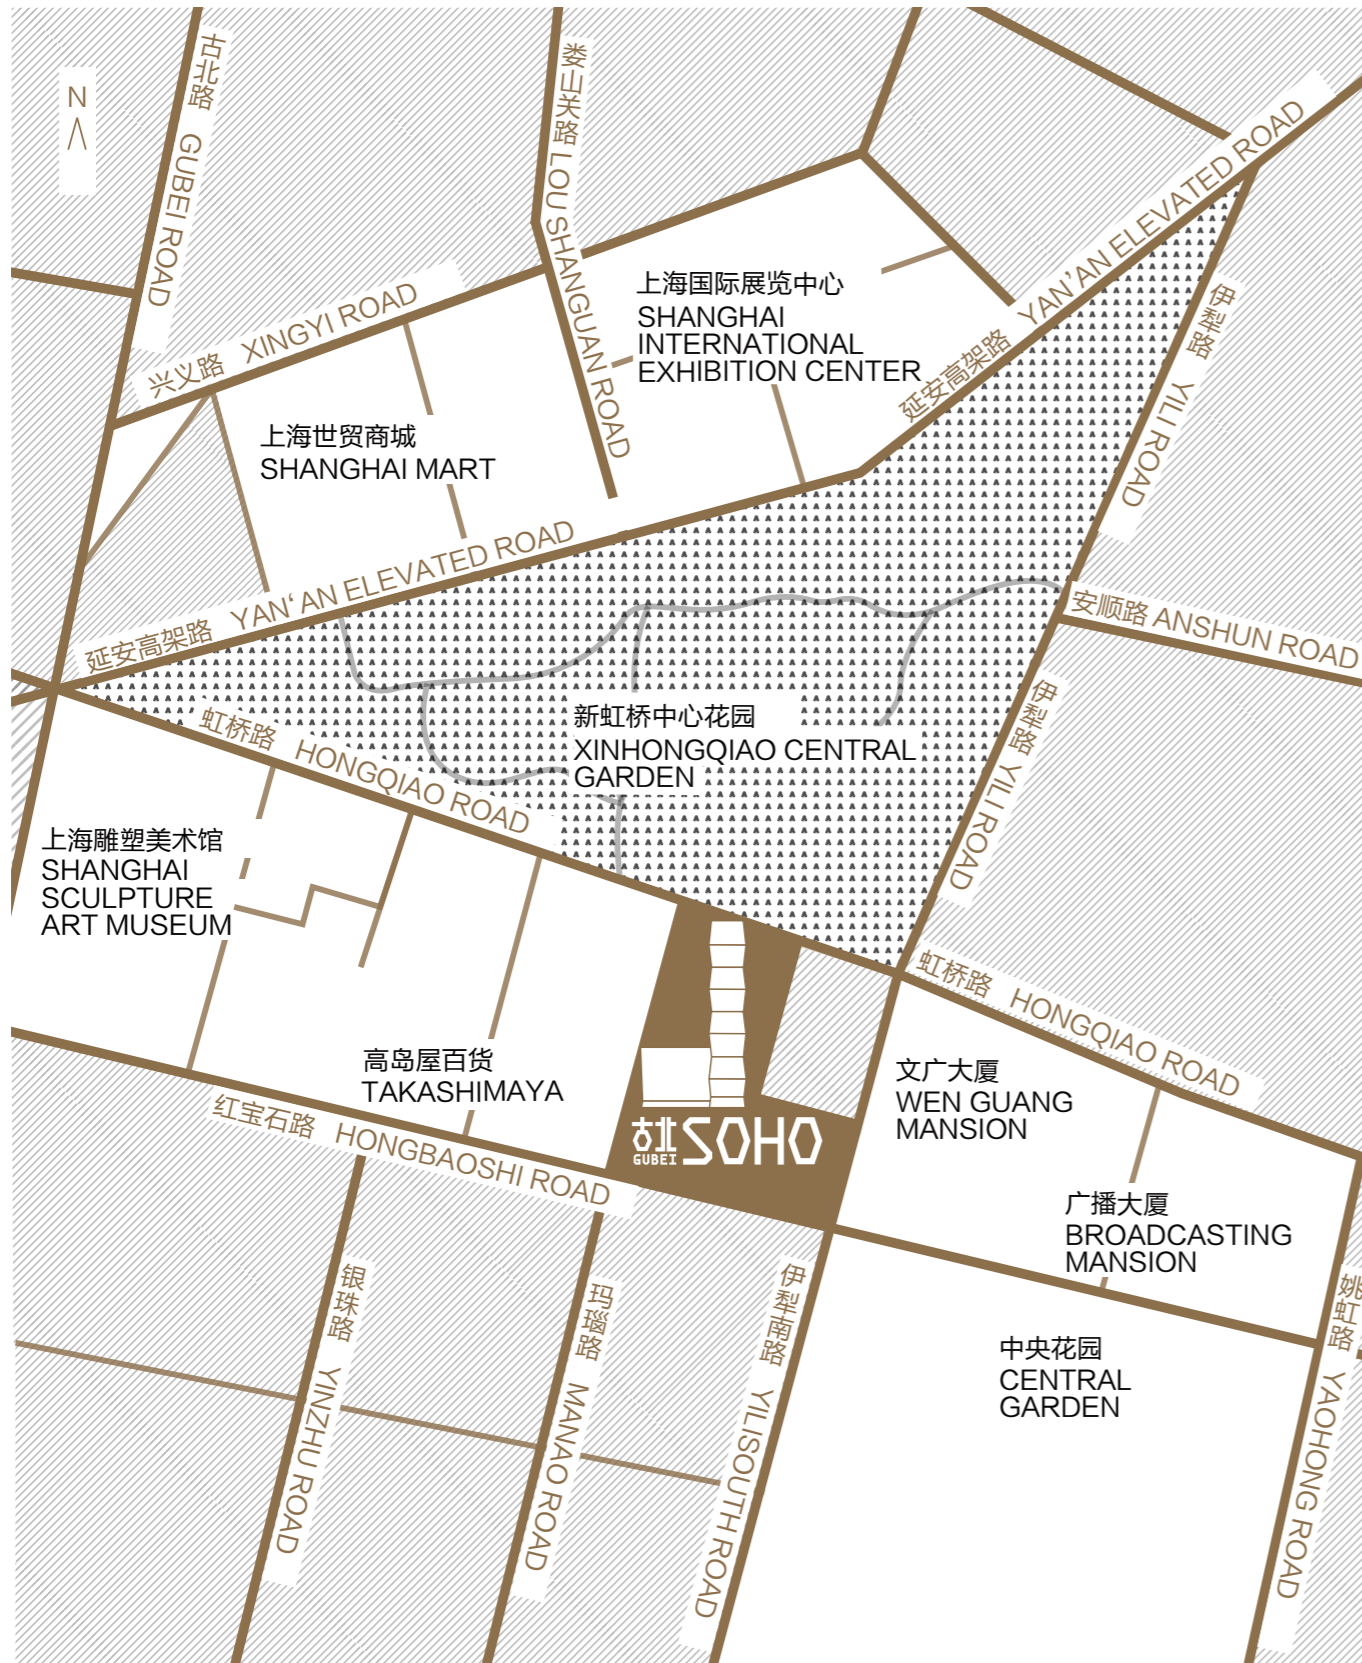 N
古北路 GUBEI ROAD
娄山关路 LOU SHANGUAN ROAD
兴义路 XINGYI ROAD
上海国际展览中心
SHANGHAI
INTERNATIONAL
EXHIBITION CENTER
延安高架路 YAN'AN ELEVATED ROAD
伊犁路 YILI ROAD
上海世贸商城
SHANGHAI MART
延安高架路 YAN‘AN ELEVATED ROAD
安顺路 ANSHUN ROAD
虹桥路 HONGQIAO ROAD
新虹桥中心花园
XINHONGQIAO CENTRAL
GARDEN
伊犁路 YILI ROAD
上海雕塑美术馆
SHANGHAI
SCULPTURE
ART MUSEUM
虹桥路 HONGQIAO ROAD
高岛屋百货
TAKASHIMAYA
文广大厦
WEN GUANG
MANSION
红宝石路 HONGBAOSHI ROAD
古北 SOHO
GUBEI
广播大厦
BROADCASTING
MANSION
银珠路 YINZHU ROAD
玛瑙路 MANAO ROAD
伊犁南路 YILISOUTH ROAD
中央花园
CENTRAL
GARDEN
姚虹路 YAOHONG ROAD